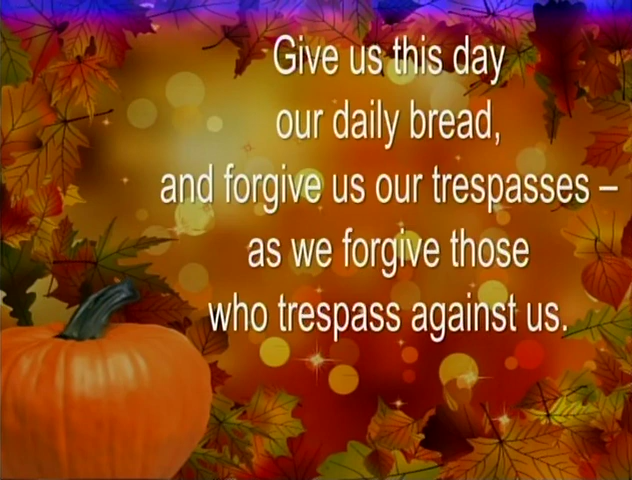 Give us this day
our daily bread,
and forgive us our trespasses –
as we forgive those
who trespass against us.